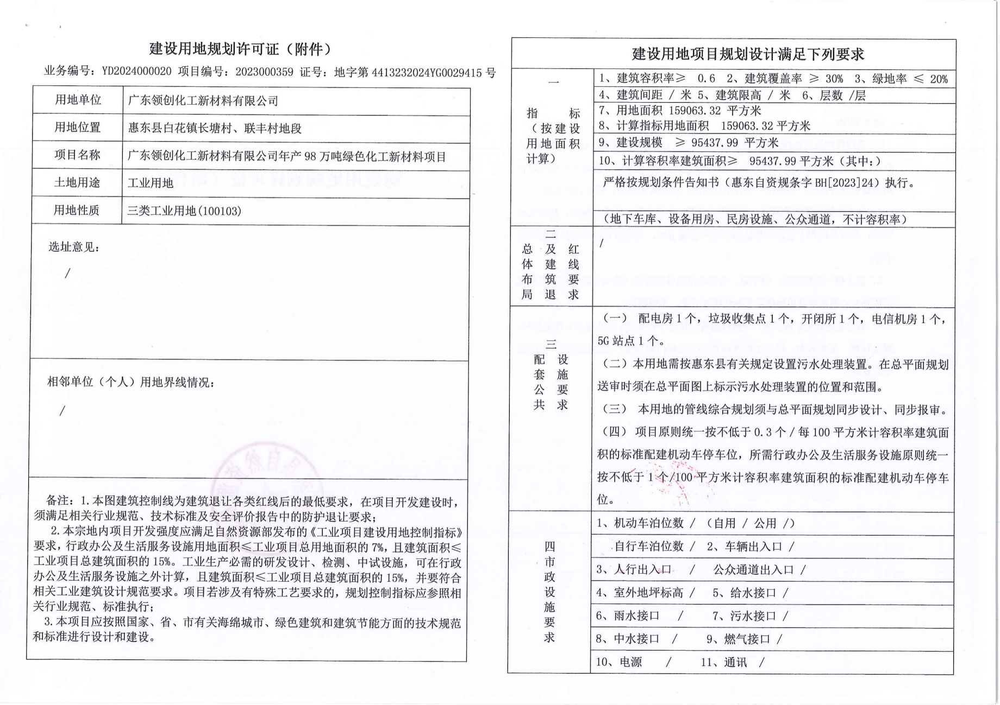 建设用地规划许可证（附件）
业务编号：YD2024000020 项目编号：2023000359 证号：地字第 4413232024YG0029415 号
用地单位 广东领创化工新材料有限公司
用地位置 惠东县白花镇长塘村、联丰村地段
项目名称 广东领创化工新材料有限公司年产 98 万吨绿色化工新材料项目
土地用途 工业用地
用地性质 三类工业用地(100103)
选址意见：
/
相邻单位（个人）用地界线情况：
/
备注：1.本图建筑控制线为建筑退让各类红线后的最低要求，在项目开发建设时，
须满足相关行业规范、技术标准及安全评价报告中的防护退让要求；
2.本宗地内项目开发强度应满足自然资源部发布的《工业项目建设用地控制指标》
要求，行政办公及生活服务设施用地面积≤工业项目总用地面积的 7%，且建筑面积≤
工业项目总建筑面积的 15%。工业生产必需的研发设计、检测、中试设施，可在行政
办公及生活服务设施之外计算，且建筑面积≤工业项目总建筑面积的 15%，并要符合
相关工业建筑设计规范要求。项目若涉及有特殊工艺要求的，规划控制指标应参照相
关行业规范、标准执行；
3.本项目应按照国家、省、市有关海绵城市、绿色建筑和建筑节能方面的技术规范
和标准进行设计和建设。
建设用地项目规划设计满足下列要求
一
指 标
（按建设
用地面积
计算）
1、建筑容积率≥ 0.6 2、建筑覆盖率 ≥ 30% 3、绿地率 ≤ 20%
4、建筑间距 / 米 5、建筑限高 / 米 6、层数 /层
7、用地面积 159063.32 平方米
8、计算指标用地面积 159063.32 平方米
9、建设规模 ≥ 95437.99 平方米
10、计算容积率建筑面积≥ 95437.99 平方米（其中:）
严格按规划条件告知书（惠东自资规条字 BH[2023]24）执行。
（地下车库、设备用房、民房设施、公众通道，不计容积率）
二
总 及 红
体 建 线
布 筑 要
局 退 求
/
三
配 设
套 施
公 要
共 求
（一） 配电房 1 个，垃圾收集点 1 个，开闭所 1 个，电信机房 1 个，
5G 站点 1 个。
（二）本用地需按惠东县有关规定设置污水处理装置。在总平面规划
送审时须在总平面图上标示污水处理装置的位置和范围。
（三） 本用地的管线综合规划须与总平面规划同步设计、同步报审。
（四） 项目原则统一按不低于 0.3 个 / 每 100 平方米计容积率建筑面
积的标准配建机动车停车位，所需行政办公及生活服务设施原则统一
按不低于 1 个/100 平方米计容积率建筑面积的标准配建机动车停车
位。
四
市
政
设
施
要
求
1、机动车泊位数 / （自用 / 公用 /）
自行车泊位数 / 2、车辆出入口 /
3、人行出入口 / 公众通道出入口 /
4、室外地坪标高 / 5、给水接口 /
6、雨水接口 / 7、污水接口 /
8、中水接口 / 9、燃气接口 /
10、电源 / 11、通讯 /